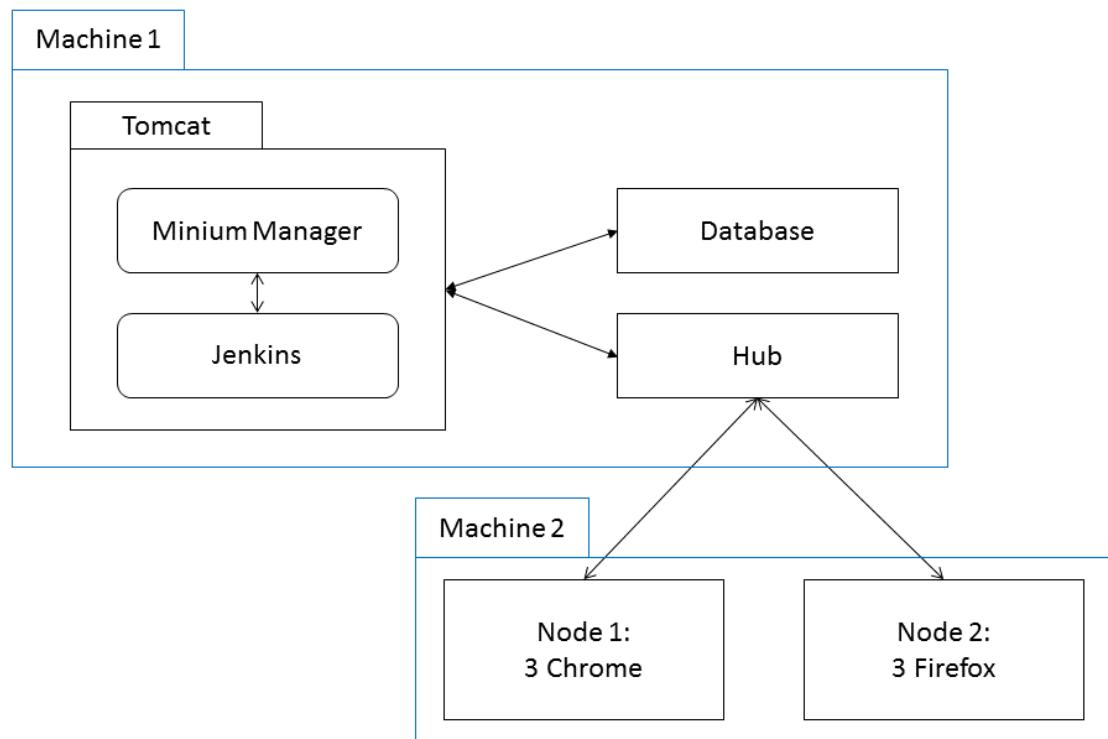 Machine 1
Tomcat
Minium Manager
Database
Jenkins
Hub
Machine 2
Node 1:
3 Chrome
Node 2:
3 Firefox